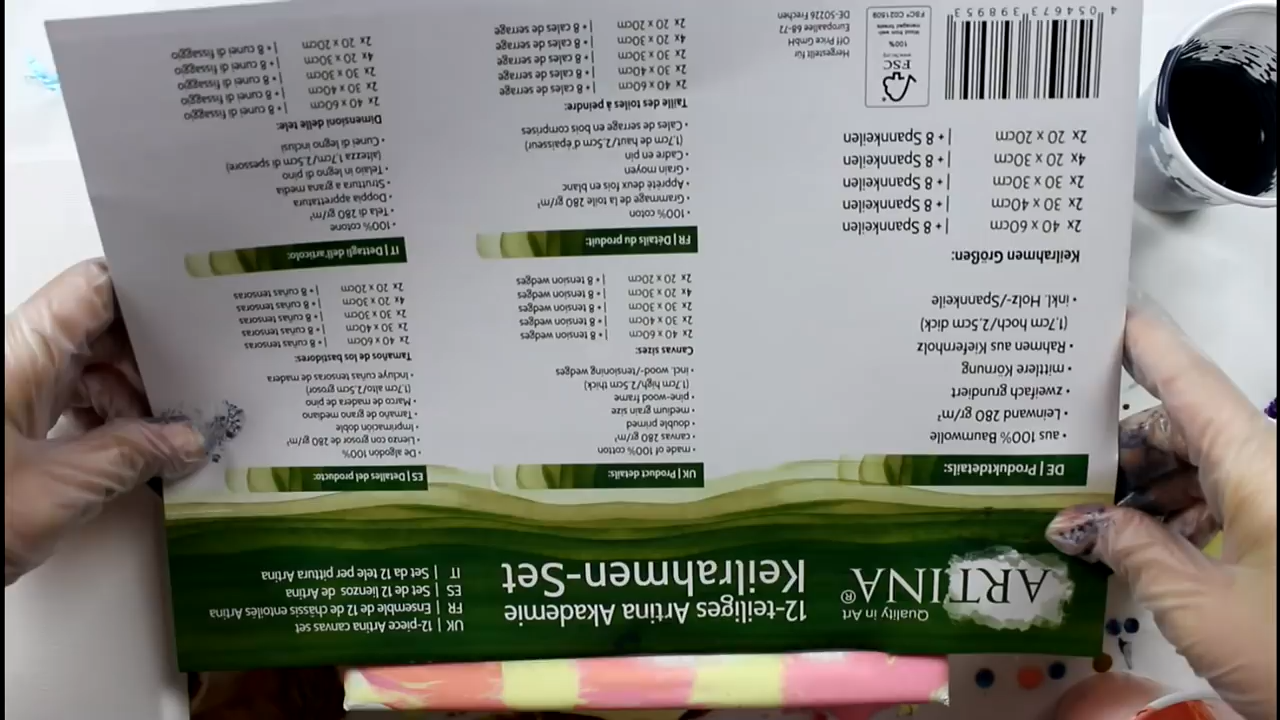 ARTINA®
Quality in Art
12-teiliges Artina Akademie
Keilrahmen-Set
UK | 12-piece Artina canvas set
FR | Ensemble de 12 de châssis entoilés Artina
ES | Set de 12 lienzos de Artina
IT | Set da 12 tele per pittura Artina
DE | Produktdetails:
• aus 100% Baumwolle
• Leinwand 280 gr/m²
• zweifach grundiert
• mittlere Körnung
• Rahmen aus Kiefernholz
(1,7cm hoch/2,5cm dick)
• inkl. Holz-/Spannkeile
Keilrahmen Größen:
2x 40 x 60cm | + 8 Spannkeilen
2x 30 x 40cm | + 8 Spannkeilen
2x 30 x 30cm | + 8 Spannkeilen
4x 20 x 30cm | + 8 Spannkeilen
2x 20 x 20cm | + 8 Spannkeilen
UK | Product details:
• made of 100% cotton
• canvas 280 gr/m²
• double primed
• medium grain size
• pine-wood frame
(1.7cm high/2.5cm thick)
• incl. wood-/tensioning wedges
Canvas sizes:
2x 40 x 60cm | + 8 tension wedges
2x 30 x 40cm | + 8 tension wedges
2x 30 x 30cm | + 8 tension wedges
4x 20 x 30cm | + 8 tension wedges
2x 20 x 20cm | + 8 tension wedges
ES | Detalles del producto:
• De algodon 100%
• Lienzo con grosor de 280 gr/m²
• Imprimacion doble
• Tamaño de grano mediano
• Marco de madera de pino
(1,7cm alto/2,5cm grosor)
• Incluye cuñas tensoras de madera
Tamaños de los bastidores:
2x 40 x 60cm | + 8 cuñas tensoras
2x 30 x 40cm | + 8 cuñas tensoras
2x 30 x 30cm | + 8 cuñas tensoras
4x 20 x 30cm | + 8 cuñas tensoras
2x 20 x 20cm | + 8 cuñas tensoras
FR | Détails du produit:
• 100% coton
• Grammage de la toile 280 gr/m²
• Apprêté deux fois en blanc
• Grain moyen
• Cadre en pin
(1,7cm de haut/2,5cm d'épaisseur)
• Cales de serrage en bois comprises
Taille des toiles à peindre:
2x 40 x 60cm | + 8 cales de serrage
2x 30 x 40cm | + 8 cales de serrage
2x 30 x 30cm | + 8 cales de serrage
4x 20 x 30cm | + 8 cales de serrage
2x 20 x 20cm | + 8 cales de serrage
IT | Dettagli dell'articolo:
• 100% cotone
• Tela di 280 gr/m²
• Doppia apprettatura
• Struttura a grana media
• Telaio in legno di pino
(altezza 1,7cm/2,5cm di spessore)
• Cunei di legno inclusi
Dimensioni delle tele:
2x 40 x 60cm | + 8 cunei di fissaggio
2x 30 x 40cm | + 8 cunei di fissaggio
2x 30 x 30cm | + 8 cunei di fissaggio
4x 20 x 30cm | + 8 cunei di fissaggio
2x 20 x 20cm | + 8 cunei di fissaggio
FSC
100%
Wood from well-
managed forests
FSC® C021509
Hergestellt für
Off Price GmbH
Europaallee 68-72
DE-50226 Frechen
4 054673 398953